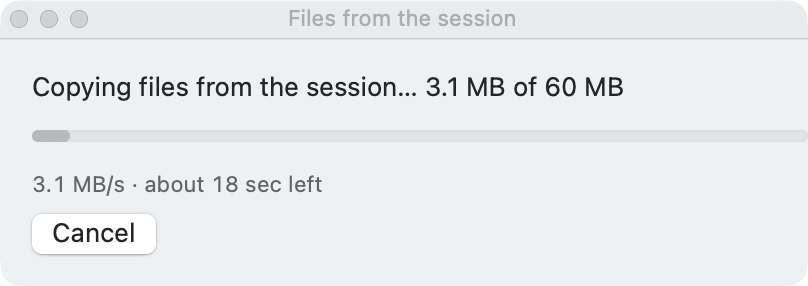 Files from the session
Copying files from the session... 3.1 MB of 60 MB
3.1 MB/s · about 18 sec left
Cancel